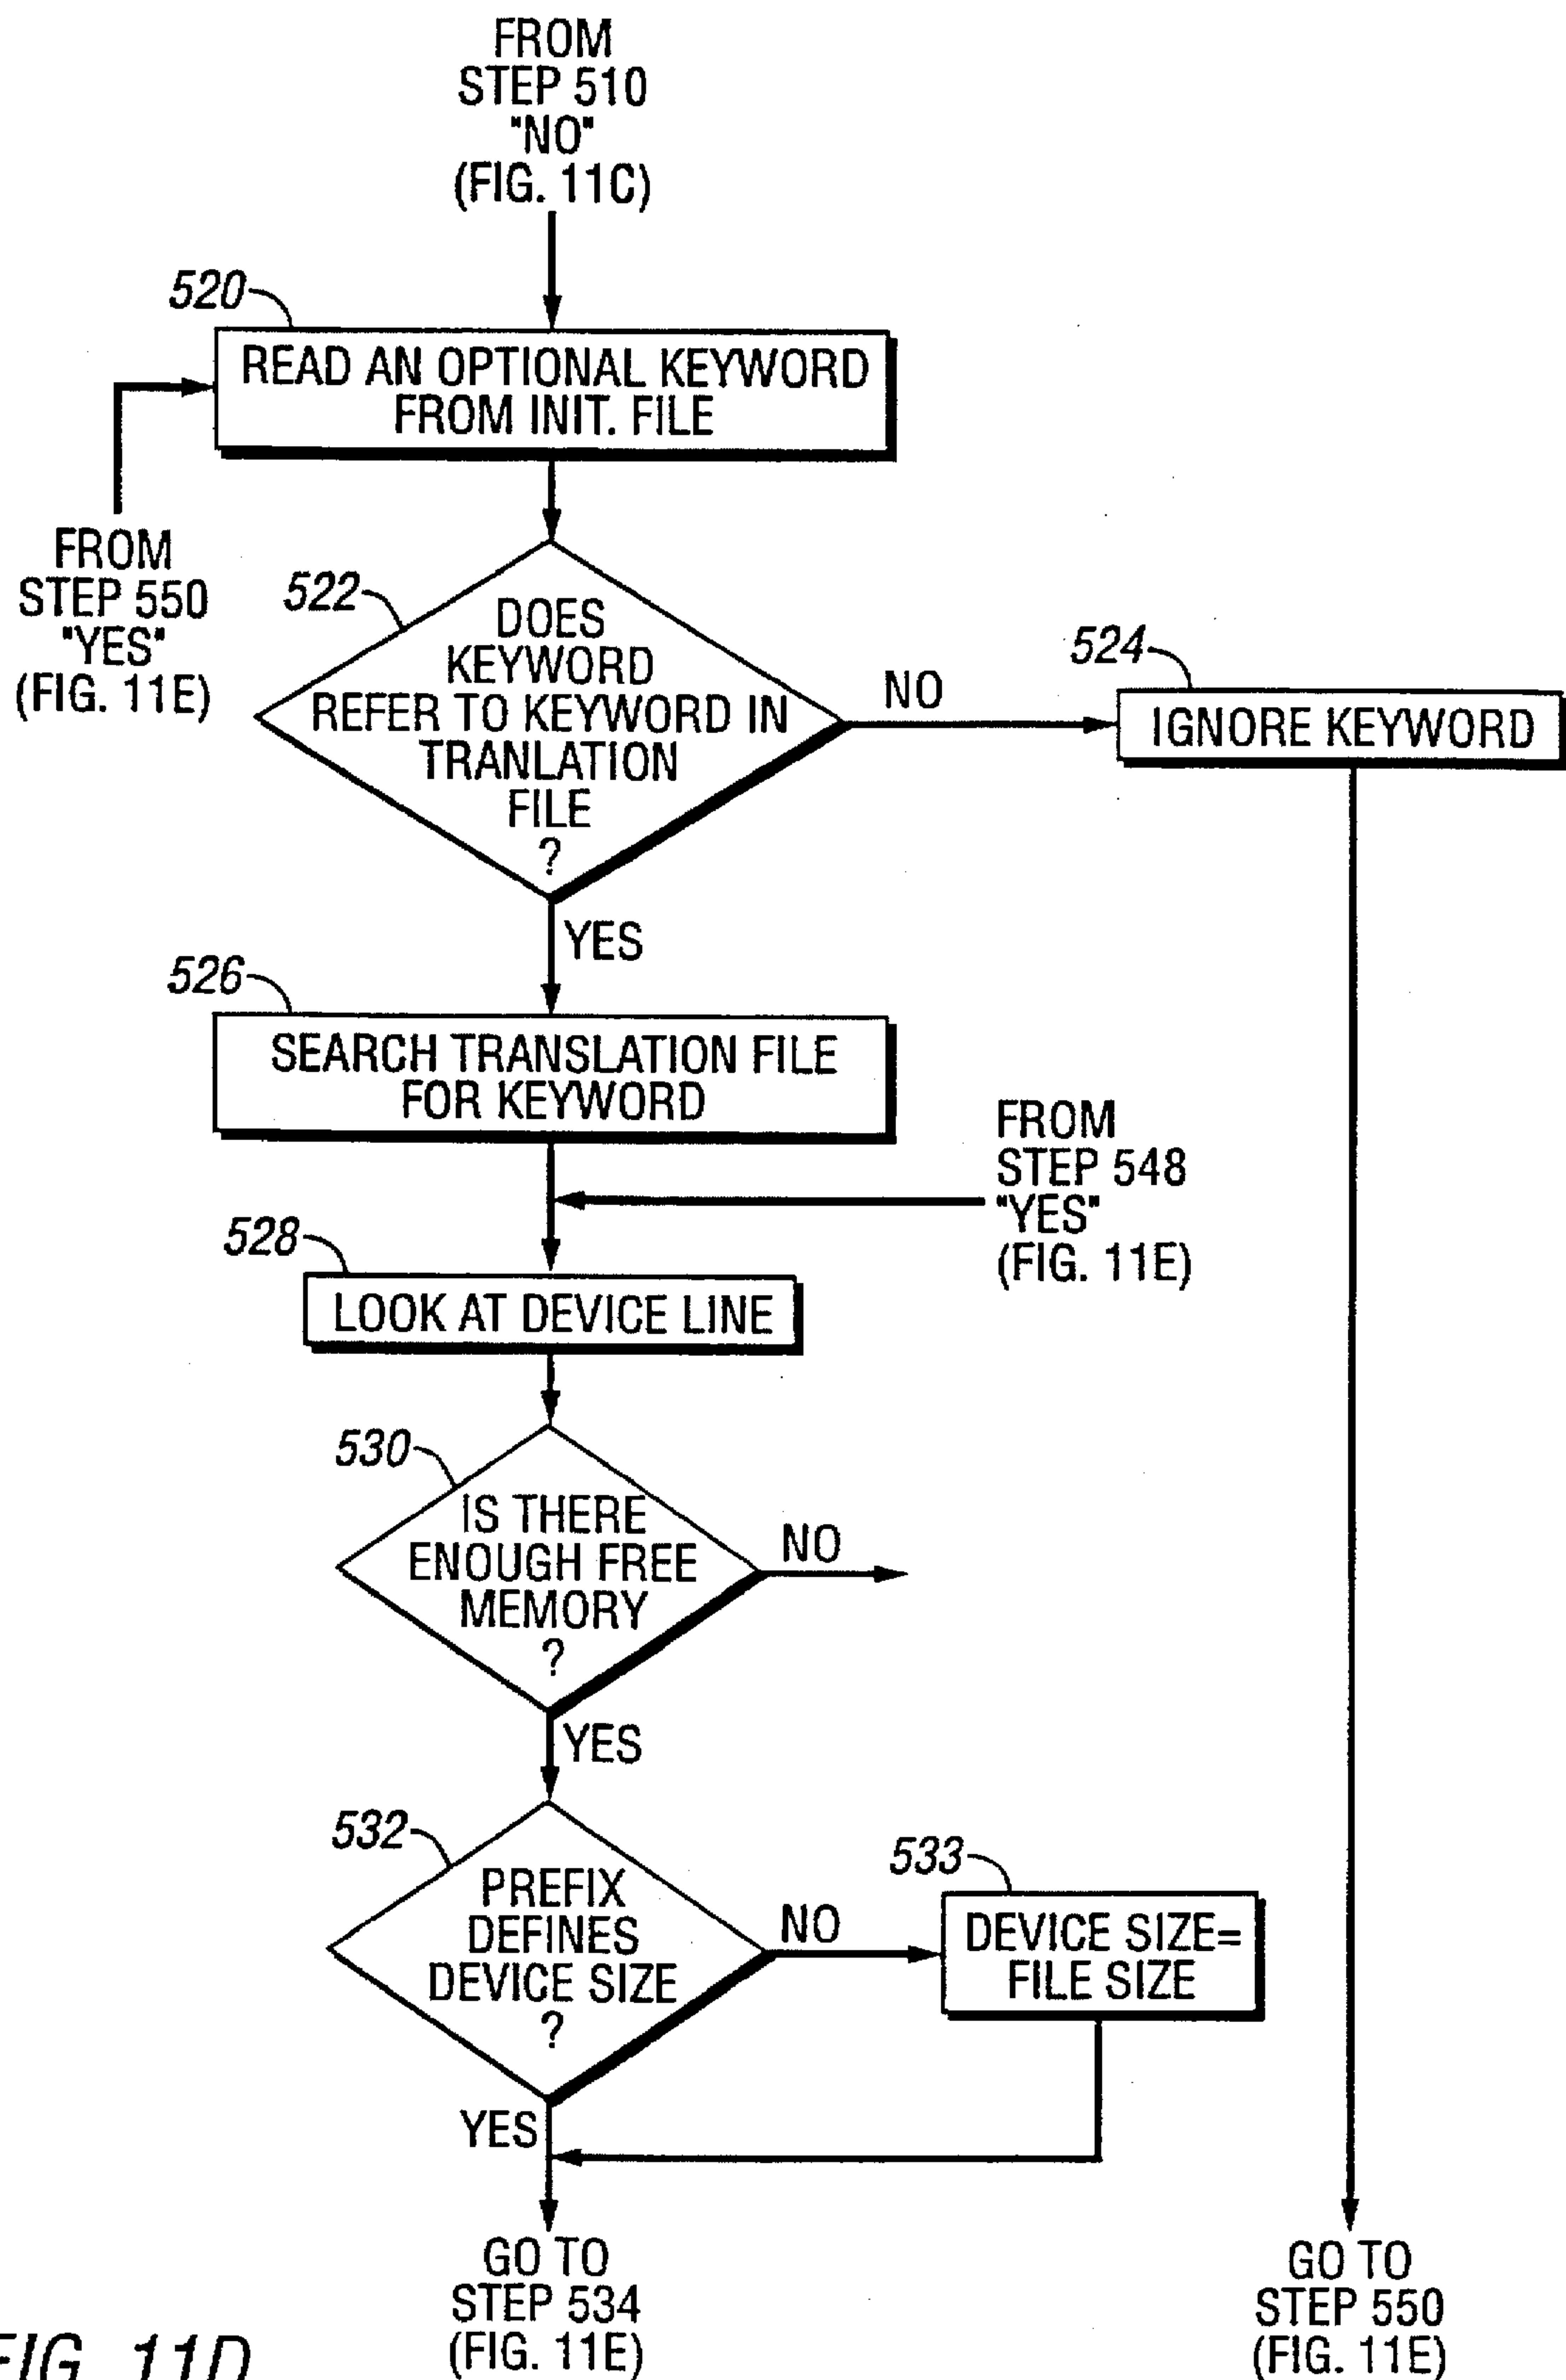 FROM
STEP 510
"NO"
(FIG. 11C)
520
READ AN OPTIONAL KEYWORD
FROM INIT. FILE
FROM
STEP 550
"YES"
(FIG. 11E)
522
DOES
KEYWORD
REFER TO KEYWORD IN
TRANLATION
FILE
?
NO
524
IGNORE KEYWORD
YES
526
SEARCH TRANSLATION FILE
FOR KEYWORD
FROM
STEP 548
"YES"
(FIG. 11E)
528
LOOK AT DEVICE LINE
530
IS THERE
ENOUGH FREE
MEMORY
?
NO
YES
532
PREFIX
DEFINES
DEVICE SIZE
?
NO
533
DEVICE SIZE=
FILE SIZE
YES
GO TO
STEP 534
(FIG. 11E)
GO TO
STEP 550
(FIG. 11E)
FIG. 11D